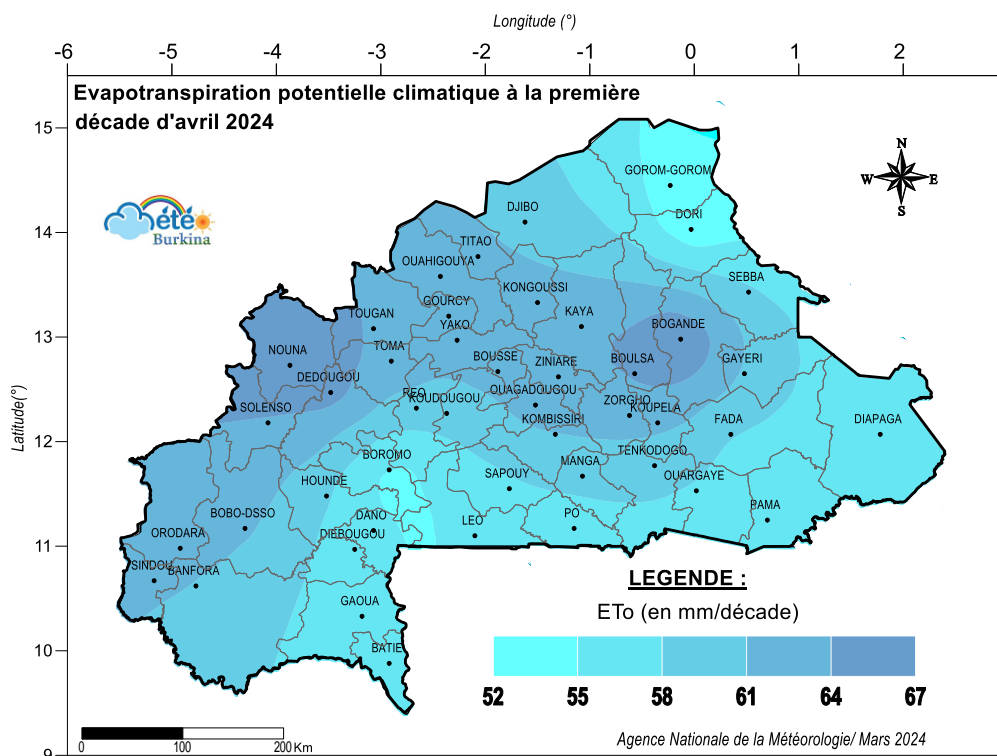 Longitude (°)
-6 -5 -4 -3 -2 -1 0 1 2
Evapotranspiration potentielle climatique à la première
décade d'avril 2024
15
14
13
12
11
10
9
Latitude(°)
Météo
Burkina
N
W E
S
GOROM-GOROM
DORI
DJIBO
TITAO
OUAHIGOUYA
SEBBA
KONGOUSSI
GOURCY
KAYA
TOUGAN
YAKO
BOGANDE
TOMA
NOUNA
BOUSSE
ZINIARE
BOULSA
GAYERI
DEDOUGOU
OUAGADOUGOU
REO
KOUDOUGOU
ZORGHO
KOUPELA
SOLENSO
KOMBISSIRI
FADA
DIAPAGA
BOROMO
TENKODOGO
MANGA
SAPOUY
OUARGAYE
HOUNDE
PAMA
BOBO-DSSO
DANO
LEO
PO
ORODARA
DIEBOUGOU
SINDOU
BANFORA
GAOUA
BATIE
LEGENDE :
ETo (en mm/décade)
52 55 58 61 64 67
0 100 200 Km
Agence Nationale de la Météorologie/ Mars 2024